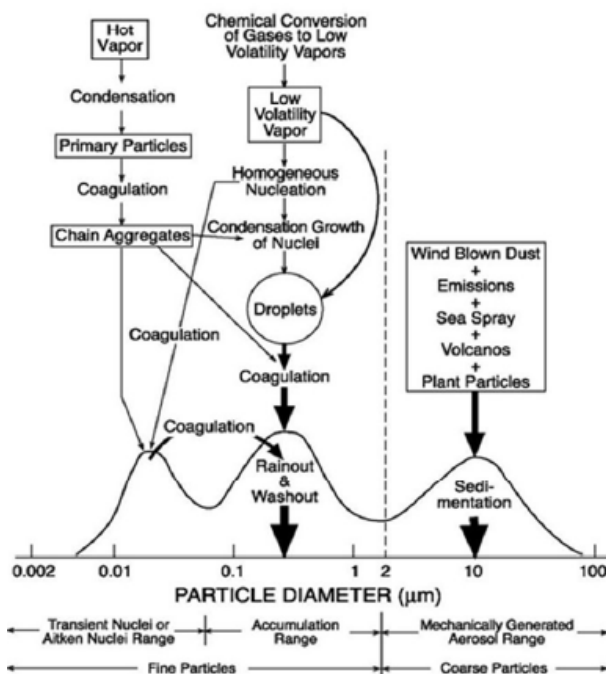 Hot
Vapor
Condensation
Primary Particles
Coagulation
Chain Aggregates
Chemical Conversion
of Gases to Low
Volatility Vapors
Low
Volatility
Vapor
Homogeneous
Nucleation
Condensation Growth
of Nuclei
Droplets
Coagulation
Coagulation
Coagulation
Rainout
&
Washout
Wind Blown Dust
+
Emissions
+
Sea Spray
+
Volcanos
+
Plant Particles
Sedi-
mentation
0.002 0.01 0.1 1 2 10 100
PARTICLE DIAMETER (μm)
Transient Nuclei or
Aitken Nuclei Range
Accumulation
Range
Mechanically Generated
Aerosol Range
Fine Particles
Coarse Particles